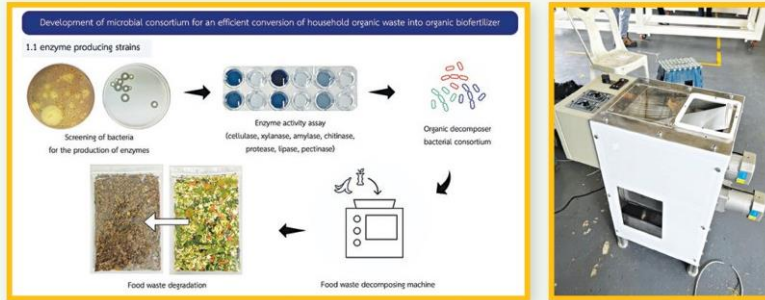 Development of microbial consortium for an efficient conversion of household organic waste into organic biofertilizer
1.1 enzyme producing strains
Screening of bacteria
for the production of enzymes
Enzyme activity assay
(cellulase, xylanase, amylase, chitinase,
protease, lipase, pectinase)
Organic decomposer
bacterial consortium
Food waste degradation
Food waste decomposing machine